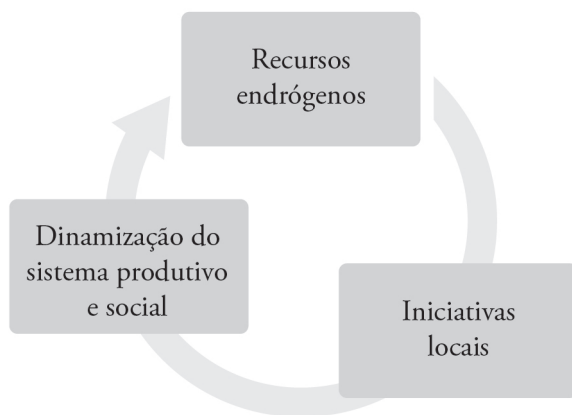 Recursos
endrógenos
Iniciativas
locais
Dinamização do
sistema produtivo
e social